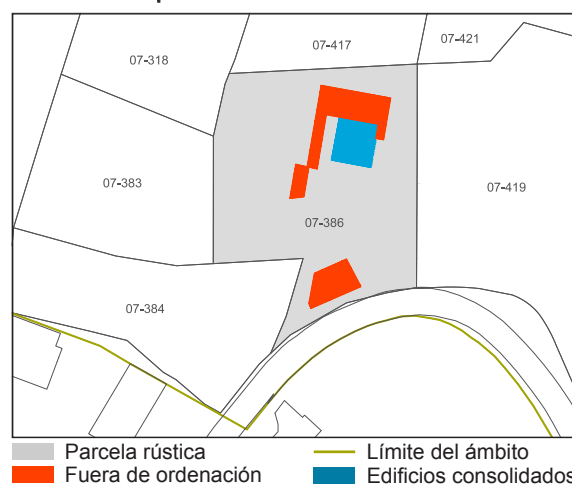 07-417
07-421
07-318
07-383
07-419
07-386
07-384
Parcela rústica
Límite del ámbito
Fuera de ordenación
Edificios consolidados